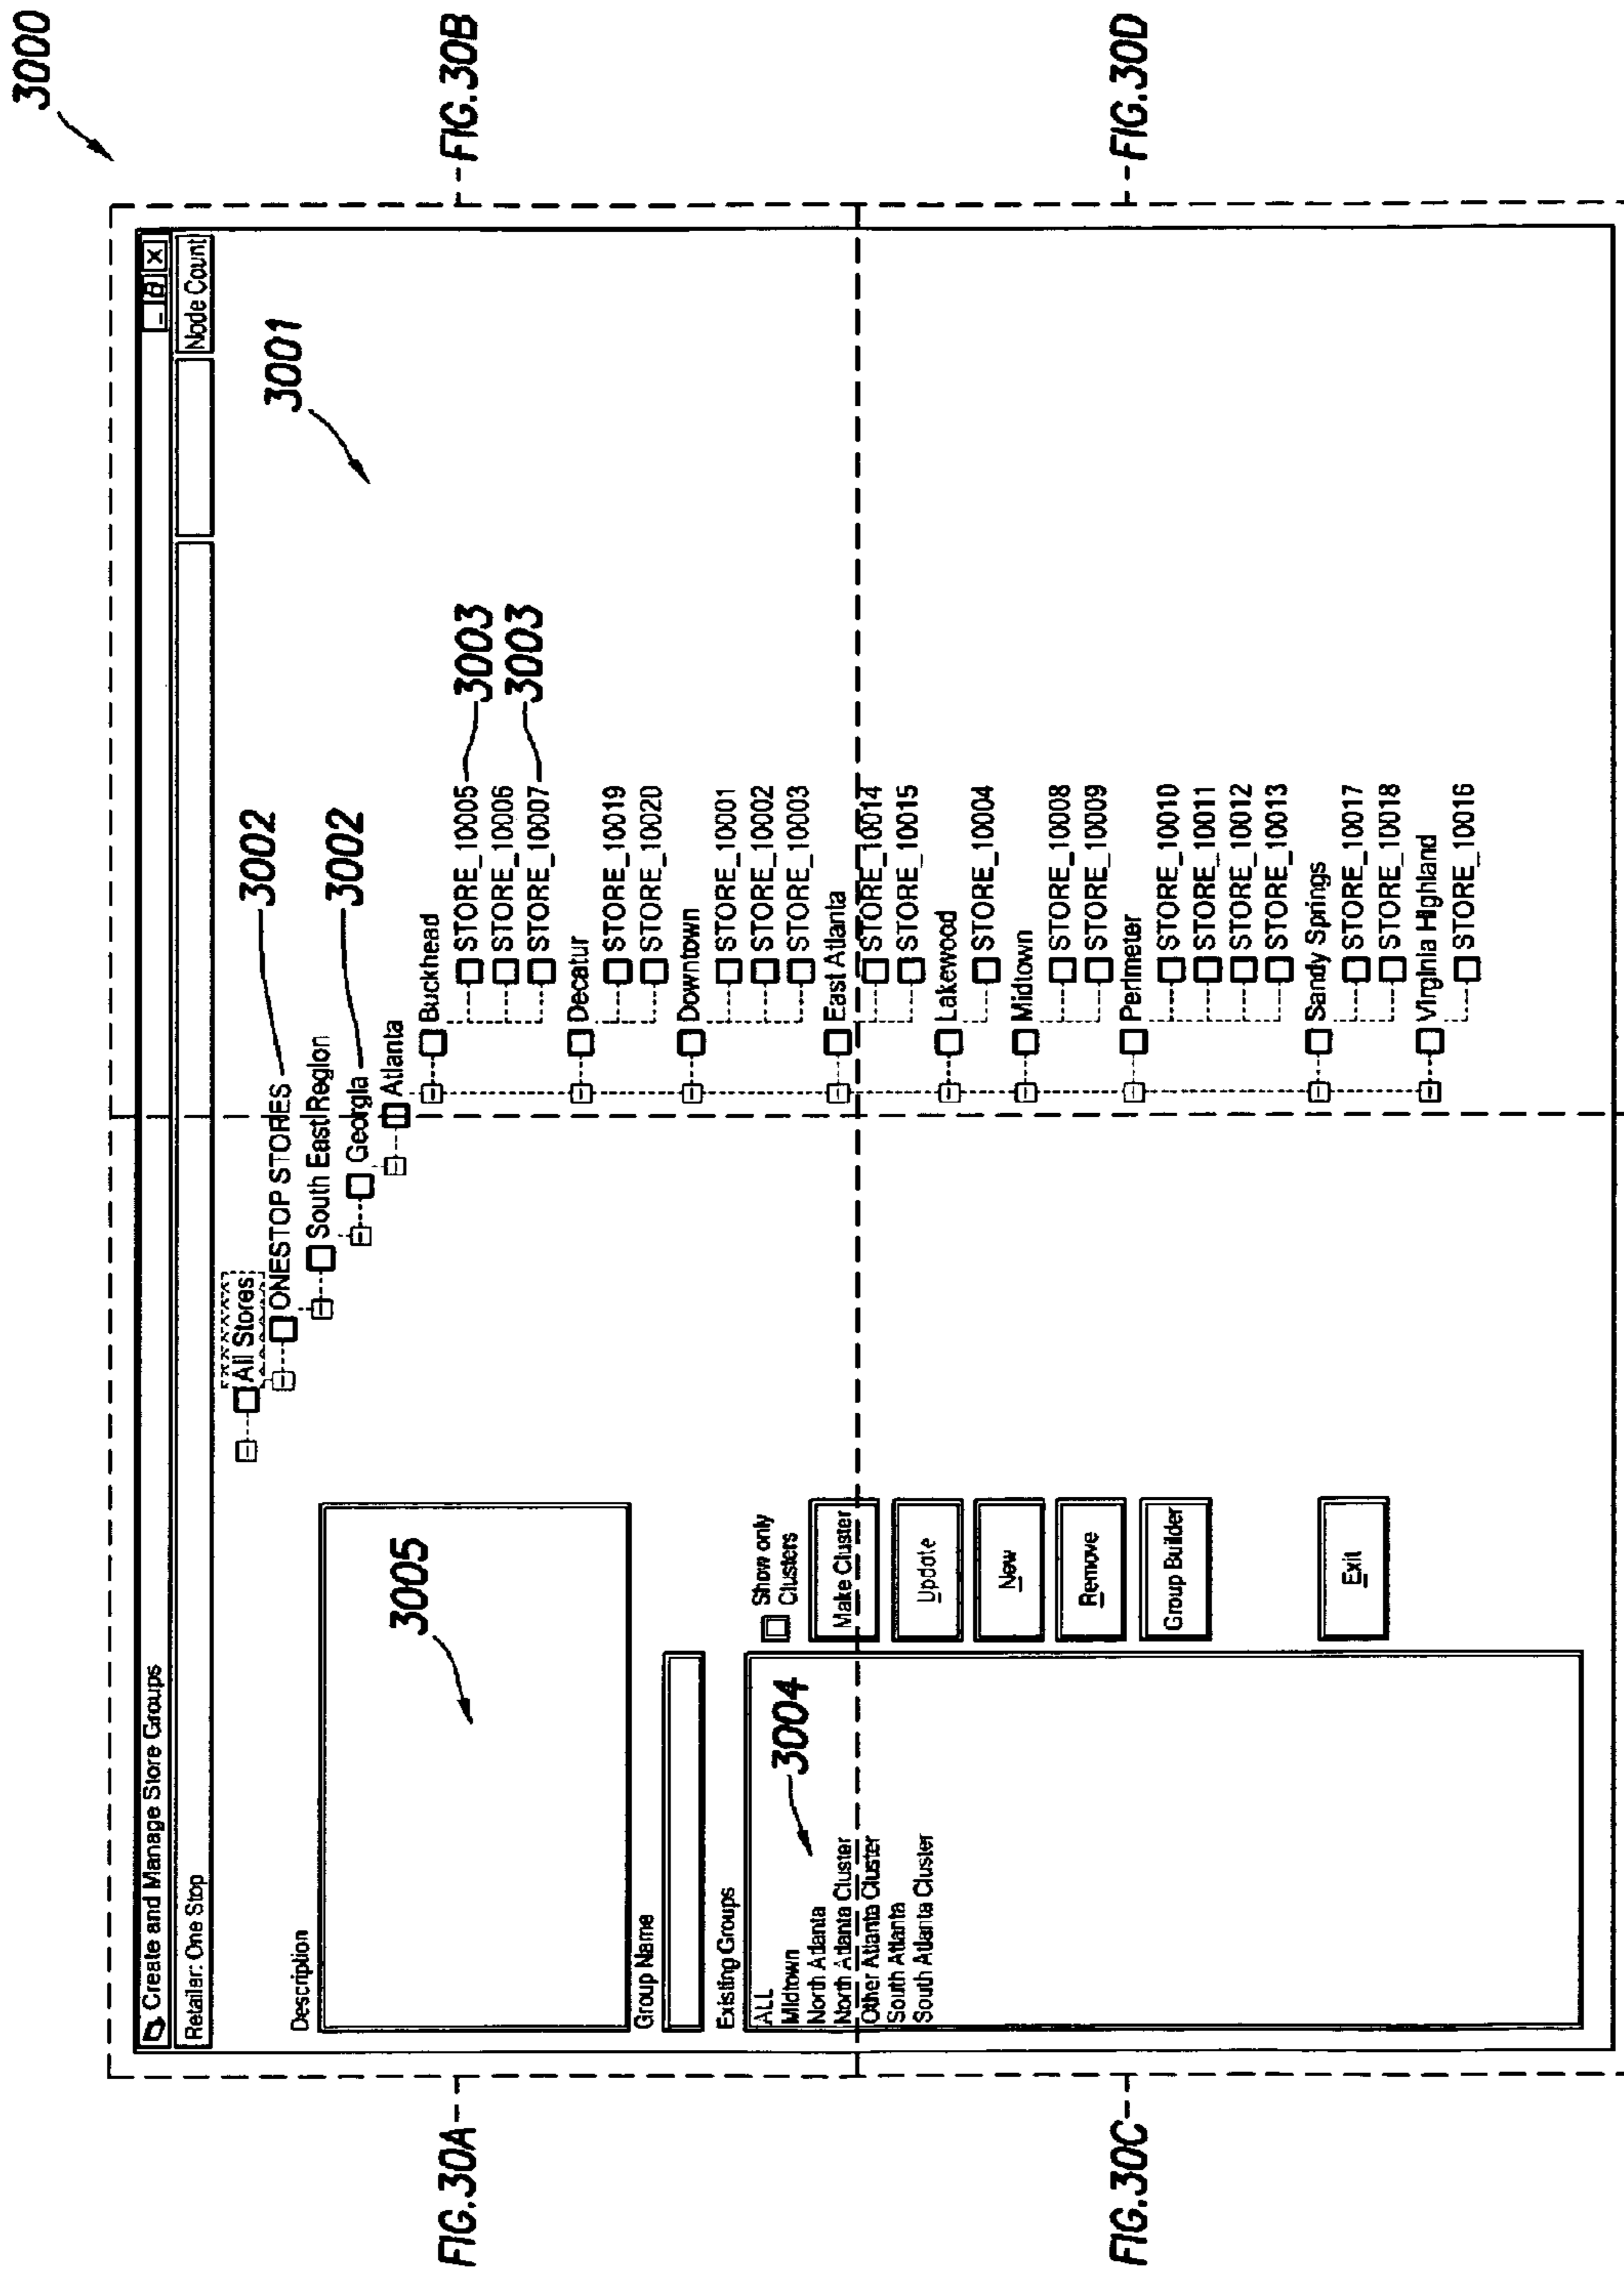 3000
Create and Manage Store Groups
Retailer: One Stop
Node Count
Description
3005
Group Name
Existing Groups
ALL
Midtown
North Atlanta
North Atlanta Cluster
Other Atlanta Cluster
South Atlanta
South Atlanta Cluster
3004
Show only
Clusters
Make Cluster
Update
New
Remove
Group Builder
Exit
All Stores
ONESTOP STORES
3002
South East Region
Georgia
3002
Atlanta
3001
Buckhead
STORE_10005
3003
STORE_10006
STORE_10007
3003
Decatur
STORE_10019
STORE_10020
Downtown
STORE_10001
STORE_10002
STORE_10003
East Atlanta
STORE_10014
STORE_10015
Lakewood
STORE_10004
Midtown
STORE_10008
STORE_10009
Perimeter
STORE_10010
STORE_10011
STORE_10012
STORE_10013
Sandy Springs
STORE_10017
STORE_10018
Virginia Highland
STORE_10016
FIG.30A
FIG.30B
FIG.30C
FIG.30D